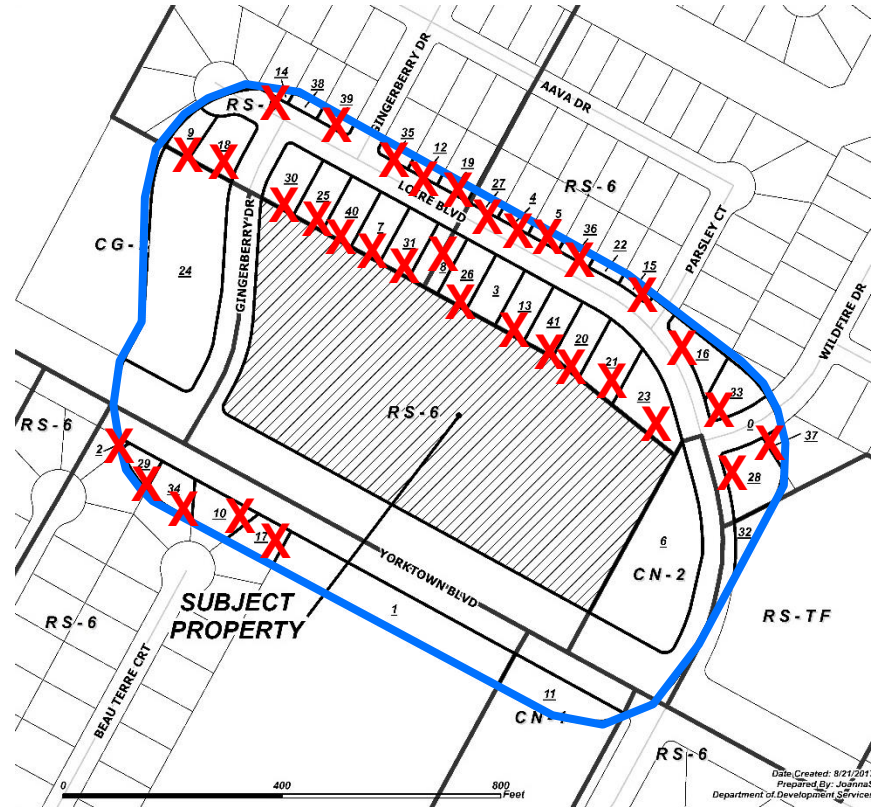 14
38
39
GINGERBERRY DR
AAVA DR
RS-
9
18
35
12
19
27
4
5
36
22
15
RS-6
LOIRE BLVD
PARSLEY CT
WILDFIRE DR
30
25
40
7
31
8
26
3
13
41
20
21
23
16
33
0
37
28
32
CG-
24
GINGERBERRY DR
RS-6
RS-6
2
29
34
10
17
6
CN-2
RS-TF
YORKTOWN BLVD
SUBJECT
PROPERTY
1
RS-6
BEAU TERRE CRT
11
CN-1
RS-6
0
400
800
Feet
Date Created: 8/21/2017
Prepared By: JoannaS
Department of Development Services